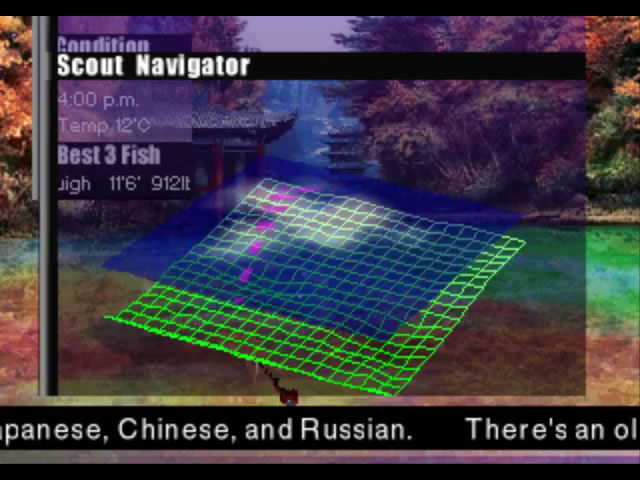 Condition
Scout Navigator
4:00 p.m.
Temp.12°C
Best 3 Fish
11'6" 912lb
apanese, Chinese, and Russian. There's an ol